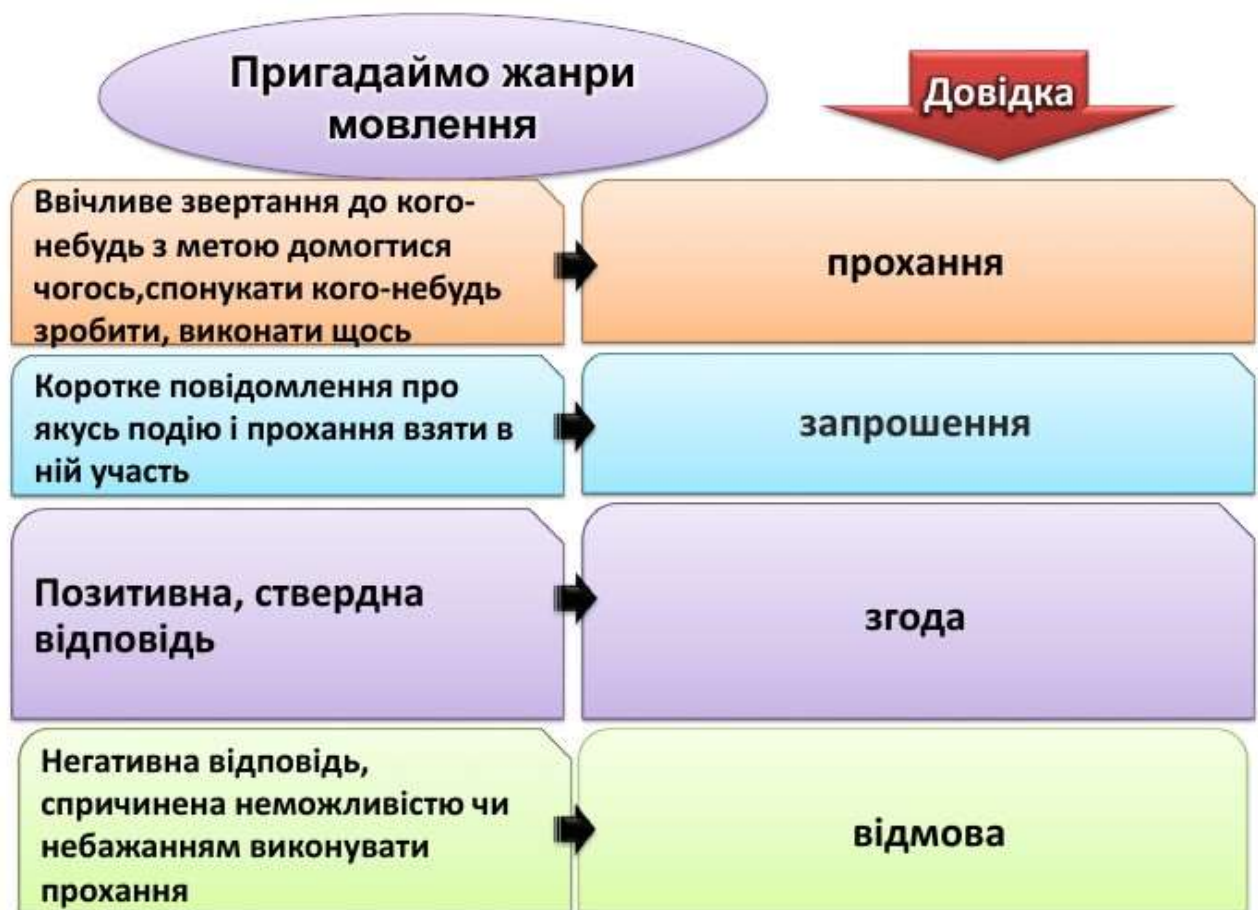 Пригадаймо жанри
мовлення
Довідка
Ввічливе звертання до кого-
небудь з метою домогтися
чогось,спонукати кого-небудь
зробити, виконати щось
прохання
Коротке повідомлення про
якусь подію і прохання взяти в
ній участь
запрошення
Позитивна, ствердна
відповідь
згода
Негативна відповідь,
спричинена неможливістю чи
небажанням виконувати
прохання
відмова